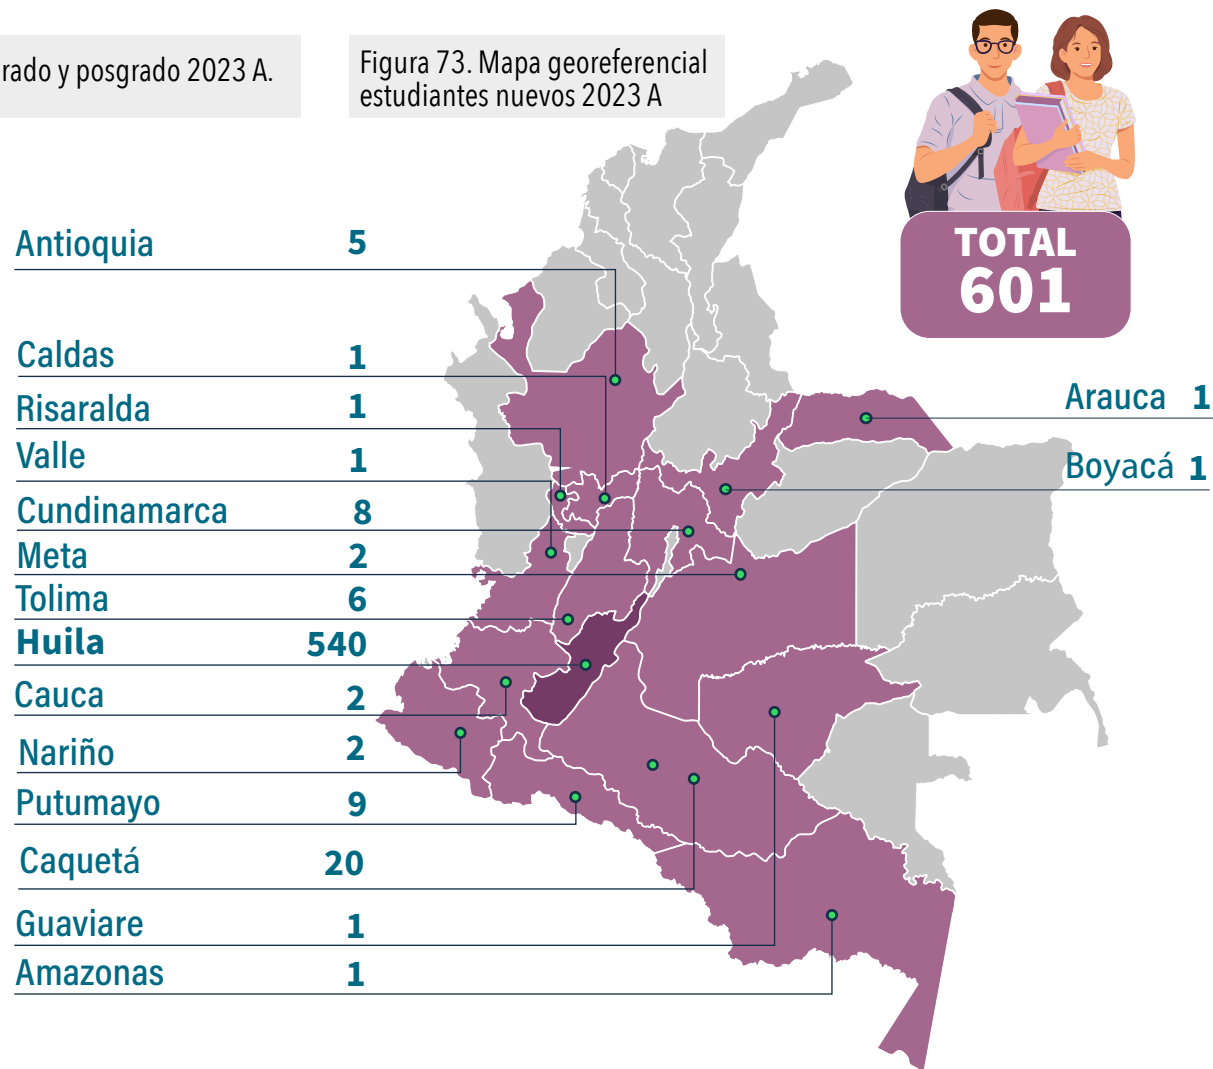 rado y posgrado 2023 A.
Figura 73. Mapa georeferencial
estudiantes nuevos 2023 A
TOTAL
601
Antioquia 5
Caldas 1
Risaralda 1
Valle 1
Cundinamarca 8
Meta 2
Tolima 6
Huila 540
Cauca 2
Nariño 2
Putumayo 9
Caquetá 20
Guaviare 1
Amazonas 1
Arauca 1
Boyacá 1